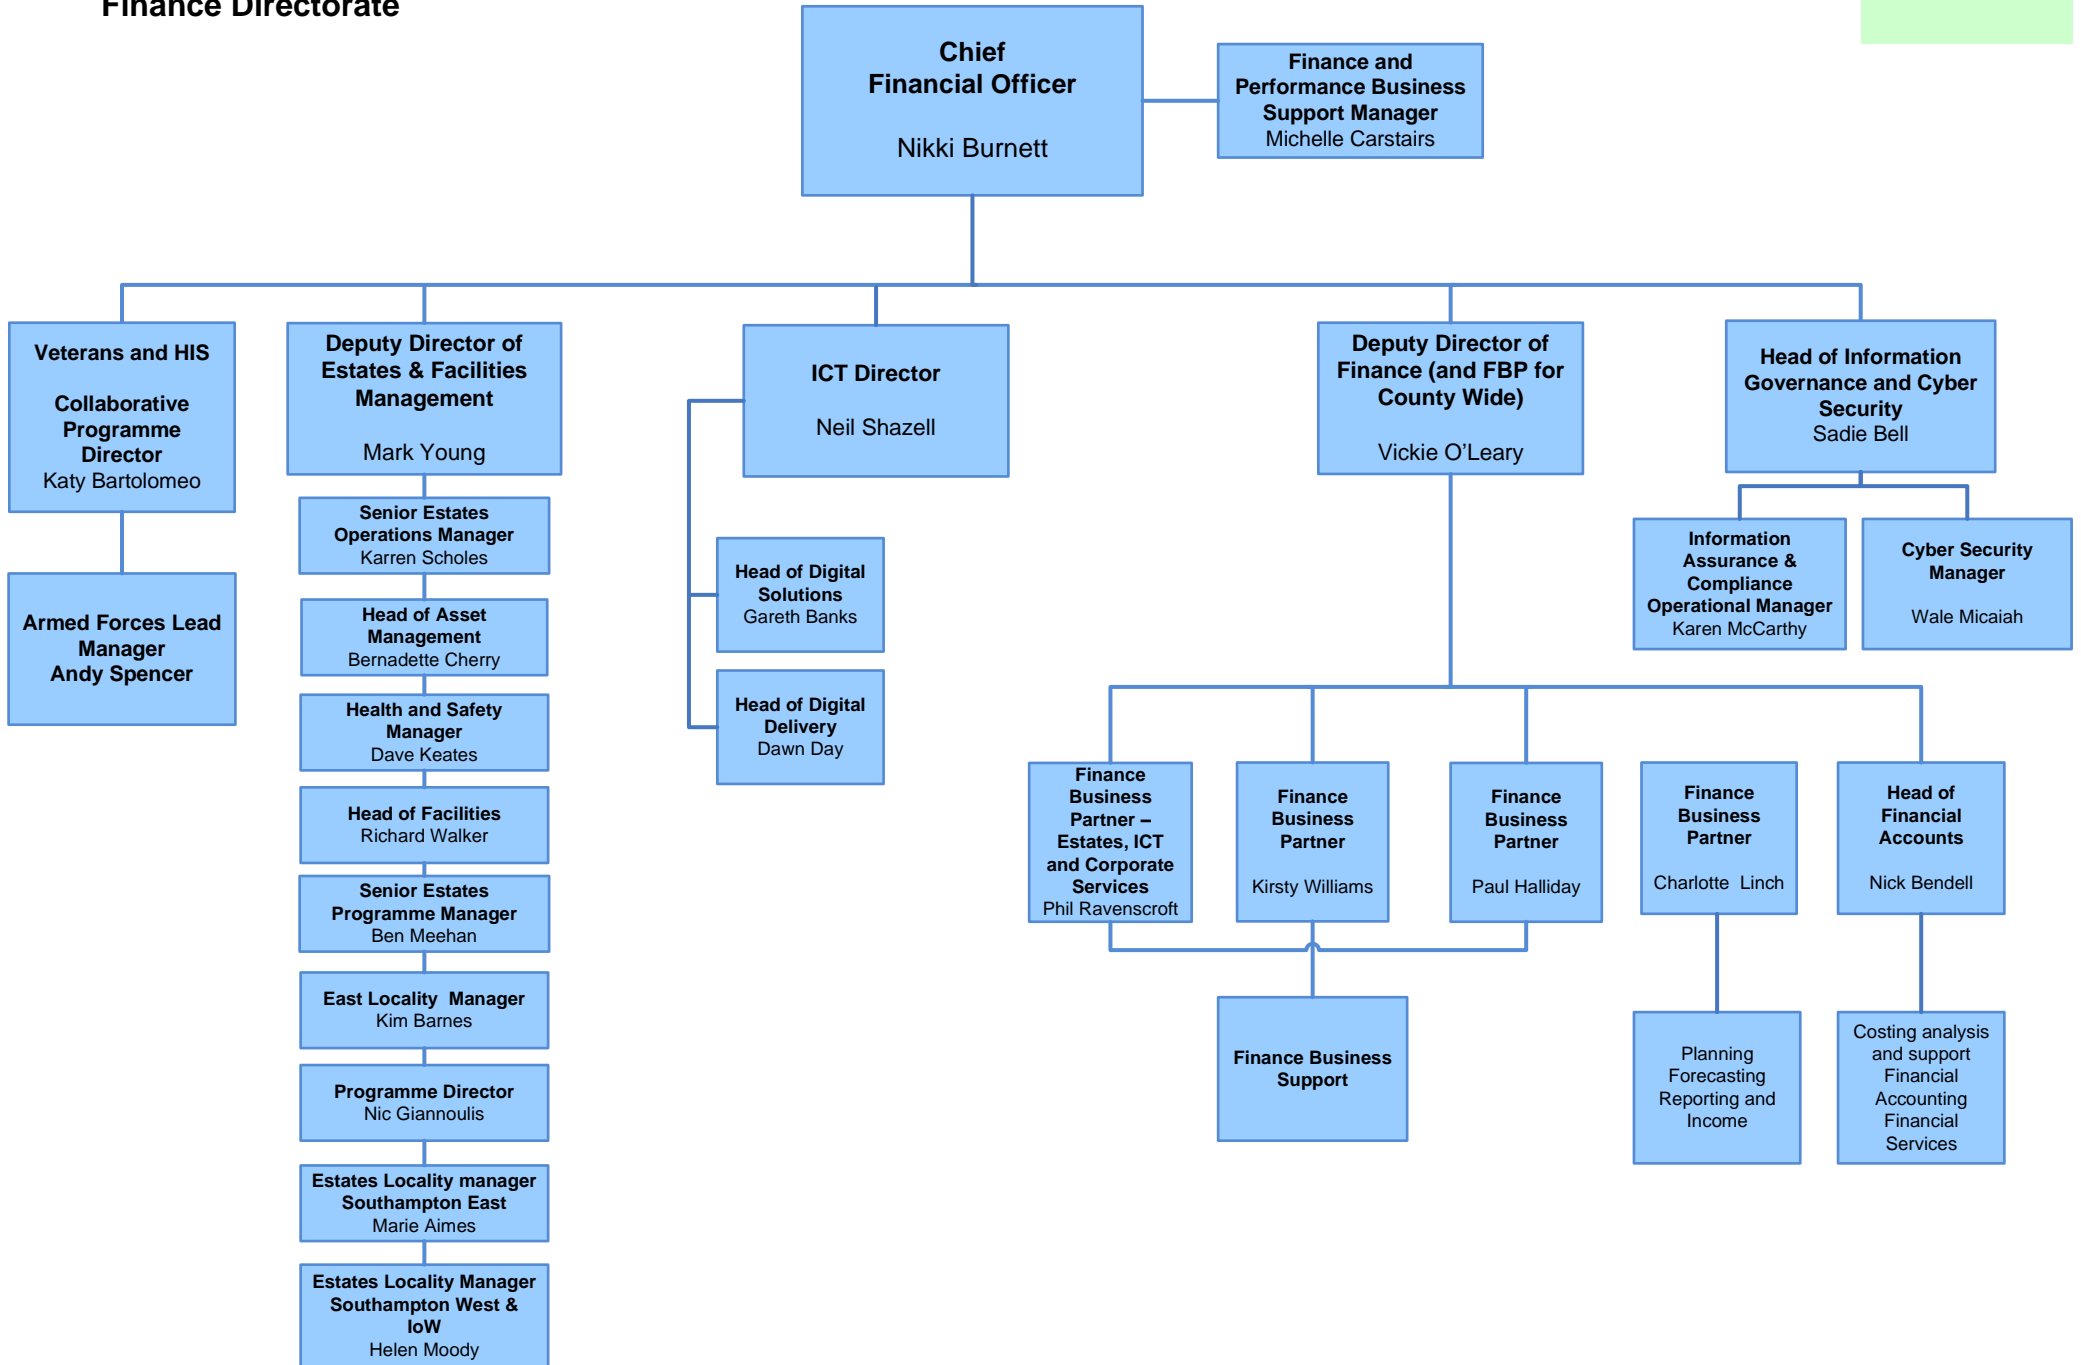 Finance Directorate
Chief
Financial Officer
Nikki Burnett
Finance and
Performance Business
Support Manager
Michelle Carstairs
Veterans and HIS
Collaborative
Programme
Director
Katy Bartolomeo
Armed Forces Lead
Manager
Andy Spencer
Deputy Director of
Estates & Facilities
Management
Mark Young
Senior Estates
Operations Manager
Karren Scholes
Head of Asset
Management
Bernadette Cherry
Health and Safety
Manager
Dave Keates
Head of Facilities
Richard Walker
Senior Estates
Programme Manager
Ben Meehan
East Locality  Manager
Kim Barnes
Programme Director
Nic Giannoulis
Estates Locality manager
Southampton East
Marie Aimes
Estates Locality Manager
Southampton West &
IoW
Helen Moody
ICT Director
Neil Shazell
Head of Digital
Solutions
Gareth Banks
Head of Digital
Delivery
Dawn Day
Deputy Director of
Finance (and FBP for
County Wide)
Vickie O’Leary
Finance
Business
Partner –
Estates, ICT
and Corporate
Services
Phil Ravenscroft
Finance
Business
Partner
Kirsty Williams
Finance
Business
Partner
Paul Halliday
Finance Business
Support
Finance
Business
Partner
Charlotte  Linch
Planning
Forecasting
Reporting and
Income
Head of
Financial
Accounts
Nick Bendell
Costing analysis
and support
Financial
Accounting
Financial
Services
Head of Information
Governance and Cyber
Security
Sadie Bell
Information
Assurance &
Compliance
Operational Manager
Karen McCarthy
Cyber Security
Manager
Wale Micaiah